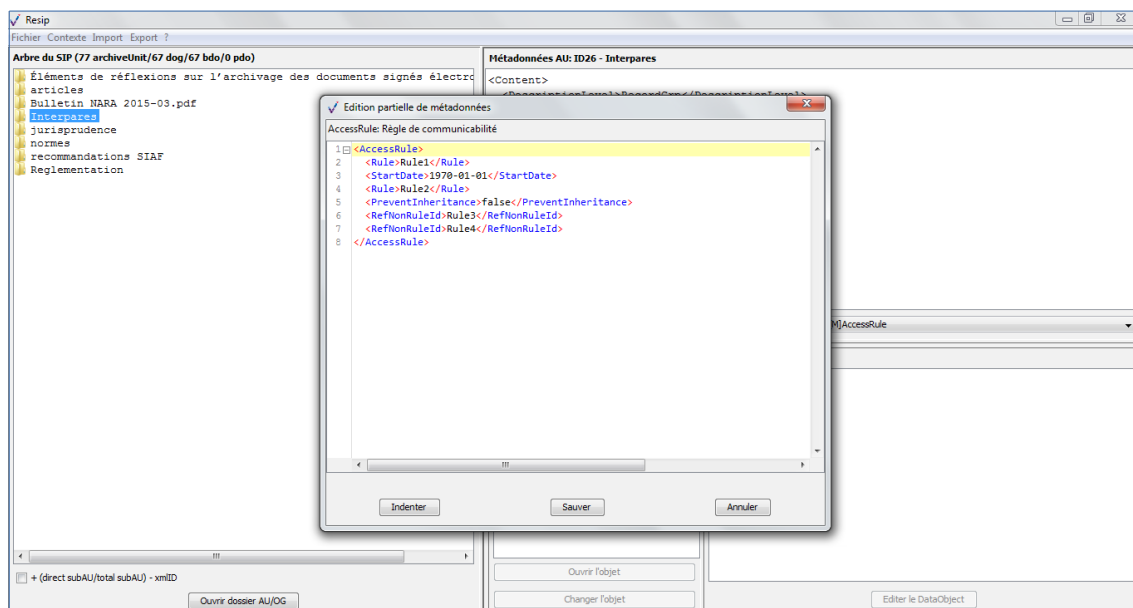 Resip
Fichier Contexte Import Export ?
Arbre du SIP (77 archiveUnit/67 dog/67 bdo/0 pdo)
Éléments de réflexions sur l'archivage des documents signés électro
articles
Bulletin NARA 2015-03.pdf
Interpares
jurisprudence
normes
recommandations SIAF
Reglementation
+ (direct subAU/total subAU) - xmlID
Ouvrir dossier AU/OG
Métadonnées AU: ID26 - Interpares
<Content>
<DescriptionLevel>RecordGrp</DescriptionLevel>
Edition partielle de métadonnées
AccessRule: Règle de communicabilité
1 <AccessRule>
2 <Rule>Rule1</Rule>
3 <StartDate>1970-01-01</StartDate>
4 <Rule>Rule2</Rule>
5 <PreventInheritance>false</PreventInheritance>
6 <RefNonRuleId>Rule3</RefNonRuleId>
7 <RefNonRuleId>Rule4</RefNonRuleId>
8 </AccessRule>
Indenter Sauver Annuler
M]AccessRule
Ouvrir l'objet
Changer l'objet
Editer le DataObject